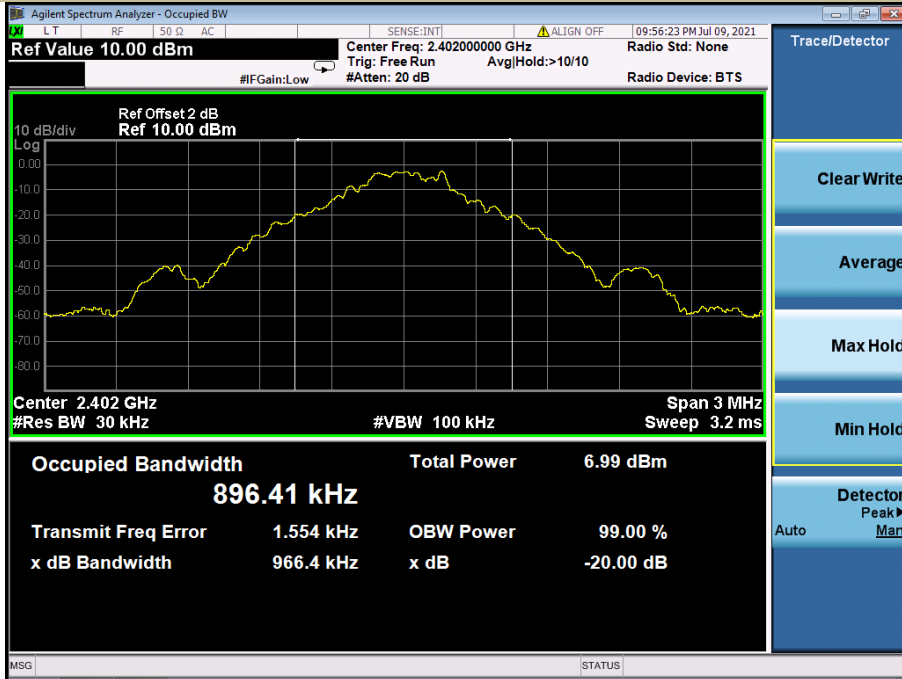 Agilent Spectrum Analyzer - Occupied BW
LXI L T RF 50 Ω AC SENSE:INT ALIGN OFF 09:56:23 PM Jul 09, 2021
Ref Value 10.00 dBm
#IFGain:Low
Center Freq: 2.402000000 GHz
Trig: Free Run Avg|Hold:>10/10
#Atten: 20 dB
Radio Std: None
Radio Device: BTS
Trace/Detector
Ref Offset 2 dB
10 dB/div Ref 10.00 dBm
Log
0.00
-10.0
-20.0
-30.0
-40.0
-50.0
-60.0
-70.0
-80.0
Center 2.402 GHz Span 3 MHz
#Res BW 30 kHz #VBW 100 kHz Sweep 3.2 ms
Occupied Bandwidth Total Power 6.99 dBm
896.41 kHz
Transmit Freq Error 1.554 kHz OBW Power 99.00 %
x dB Bandwidth 966.4 kHz x dB -20.00 dB
Clear Write
Average
Max Hold
Min Hold
Detector
Peak
Auto Man
MSG STATUS